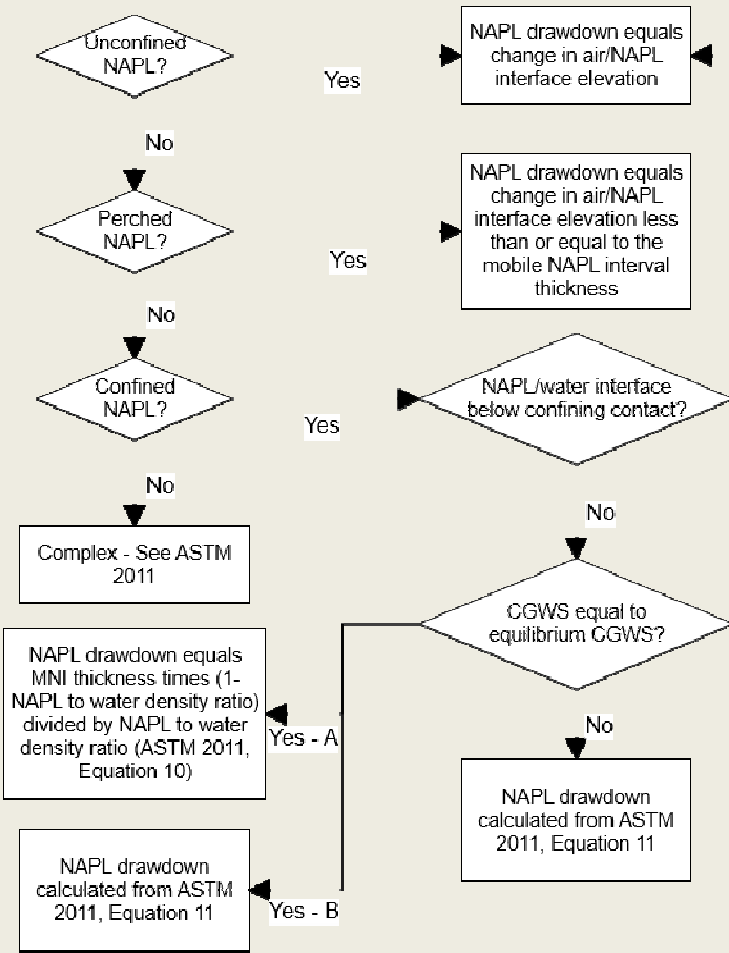 Unconfined
NAPL?
Yes
NAPL drawdown equals
change in air/NAPL
interface elevation
No
Perched
NAPL?
Yes
NAPL drawdown equals
change in air/NAPL
interface elevation less
than or equal to the
mobile NAPL interval
thickness
No
Confined
NAPL?
Yes
NAPL/water interface
below confining contact?
No
No
Complex - See ASTM
2011
CGWS equal to
equilibrium CGWS?
NAPL drawdown equals
MNI thickness times (1-
NAPL to water density ratio)
divided by NAPL to water
density ratio (ASTM 2011,
Equation 10)
Yes - A
No
NAPL drawdown
calculated from ASTM
2011, Equation 11
NAPL drawdown
calculated from ASTM
2011, Equation 11
Yes - B